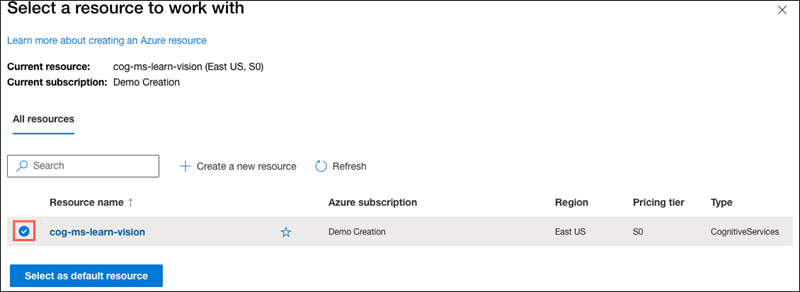 Select a resource to work with
Learn more about creating an Azure resource
Current resource: cog-ms-learn-vision (East US, S0)
Current subscription: Demo Creation
All resources
Search Create a new resource Refresh
Resource name ↑ Azure subscription Region Pricing tier Type
cog-ms-learn-vision Demo Creation East US S0 CognitiveServices
Select as default resource